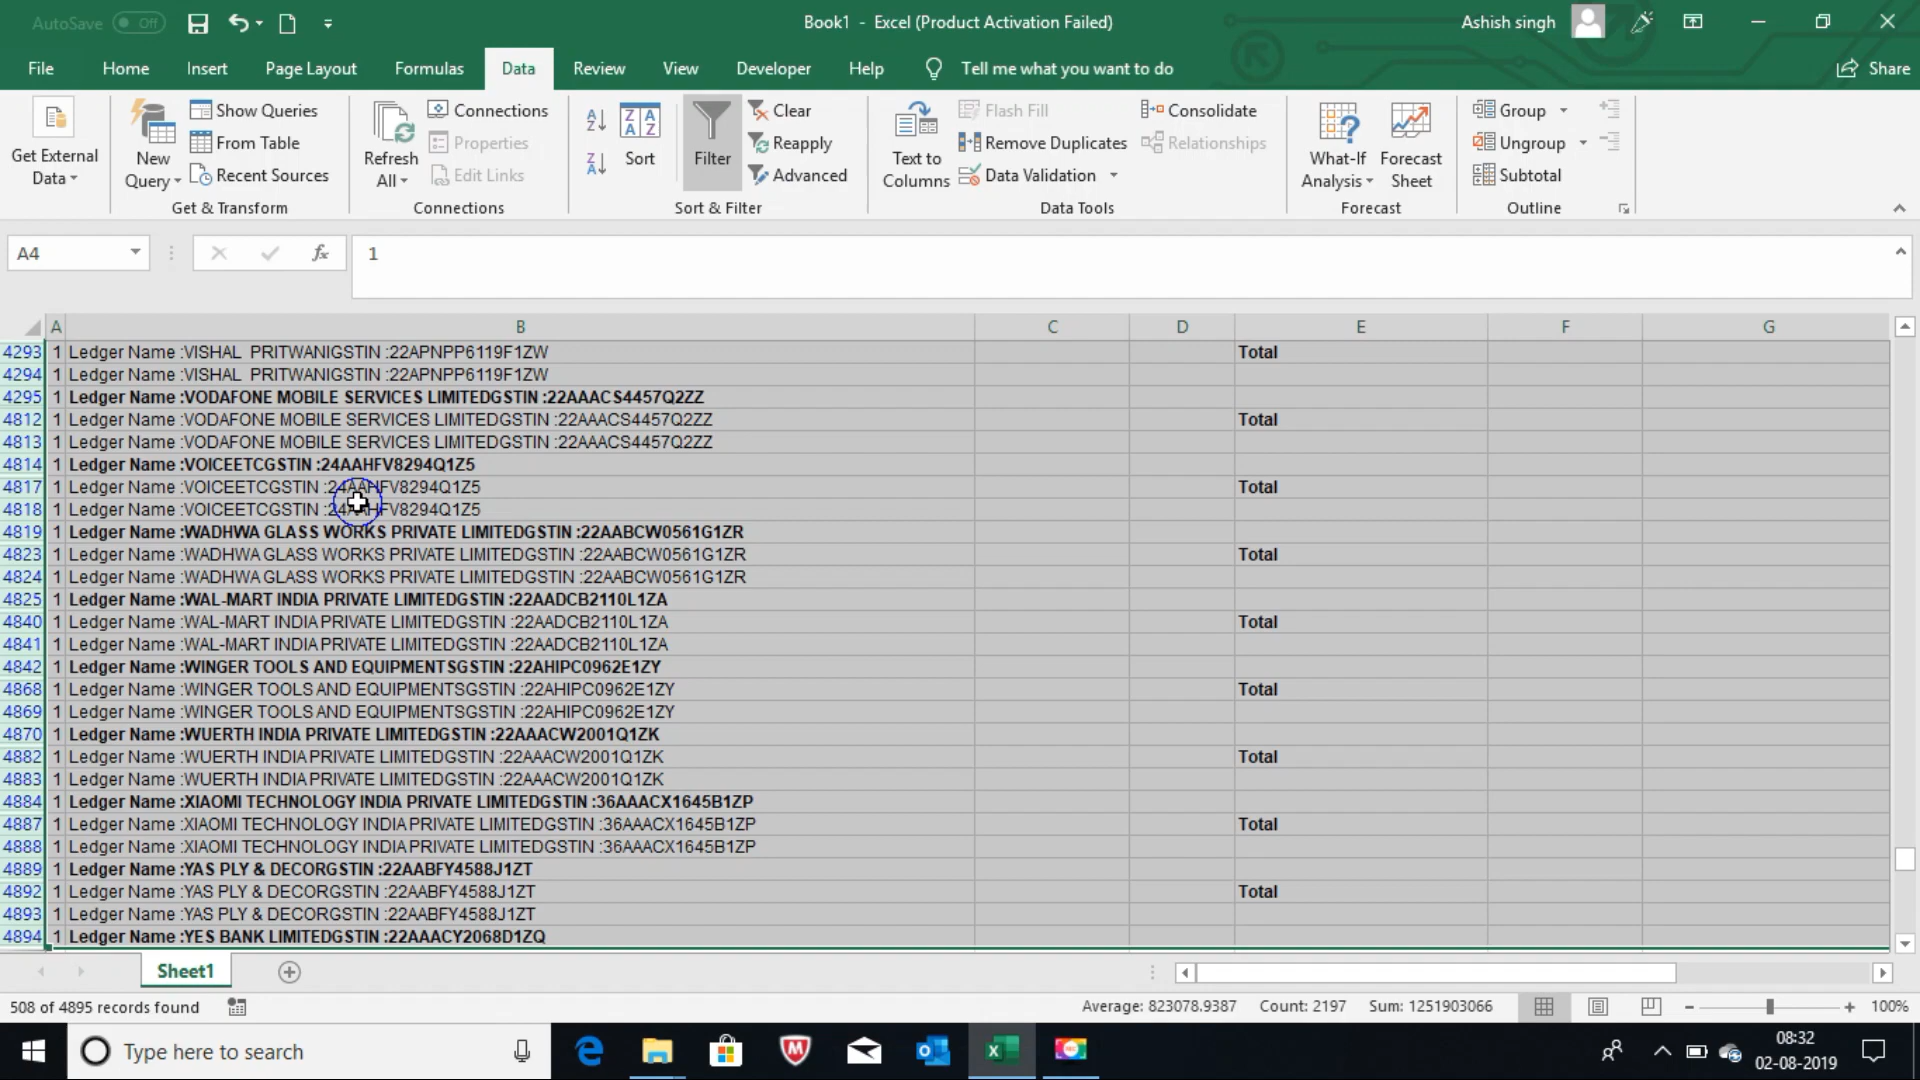 AutoSave Off Book1 - Excel (Product Activation Failed) Ashish singh
File Home Insert Page Layout Formulas Data Review View Developer Help Tell me what you want to do Share
Get External Data
New Query
Show Queries
From Table
Recent Sources
Get & Transform
Refresh All
Connections
Properties
Edit Links
Connections
Sort
Filter
Clear
Reapply
Advanced
Sort & Filter
Text to Columns
Flash Fill
Remove Duplicates
Data Validation
Consolidate
Relationships
Data Tools
What-If Analysis
Forecast Sheet
Forecast
Group
Ungroup
Subtotal
Outline
A4 fx 1
A B C D E F G
4293 1 Ledger Name :VISHAL  PRITWANIGSTIN :22APNPP6119F1ZW Total
4294 1 Ledger Name :VISHAL  PRITWANIGSTIN :22APNPP6119F1ZW
4295 1 Ledger Name :VODAFONE MOBILE SERVICES LIMITEDGSTIN :22AAACS4457Q2ZZ
4812 1 Ledger Name :VODAFONE MOBILE SERVICES LIMITEDGSTIN :22AAACS4457Q2ZZ Total
4813 1 Ledger Name :VODAFONE MOBILE SERVICES LIMITEDGSTIN :22AAACS4457Q2ZZ
4814 1 Ledger Name :VOICEETCGSTIN :24AAHFV8294Q1Z5
4817 1 Ledger Name :VOICEETCGSTIN :24AAHFV8294Q1Z5 Total
4818 1 Ledger Name :VOICEETCGSTIN :24AAHFV8294Q1Z5
4819 1 Ledger Name :WADHWA GLASS WORKS PRIVATE LIMITEDGSTIN :22AABCW0561G1ZR
4823 1 Ledger Name :WADHWA GLASS WORKS PRIVATE LIMITEDGSTIN :22AABCW0561G1ZR Total
4824 1 Ledger Name :WADHWA GLASS WORKS PRIVATE LIMITEDGSTIN :22AABCW0561G1ZR
4825 1 Ledger Name :WAL-MART INDIA PRIVATE LIMITEDGSTIN :22AADCB2110L1ZA
4840 1 Ledger Name :WAL-MART INDIA PRIVATE LIMITEDGSTIN :22AADCB2110L1ZA Total
4841 1 Ledger Name :WAL-MART INDIA PRIVATE LIMITEDGSTIN :22AADCB2110L1ZA
4842 1 Ledger Name :WINGER TOOLS AND EQUIPMENTSGSTIN :22AHIPC0962E1ZY
4868 1 Ledger Name :WINGER TOOLS AND EQUIPMENTSGSTIN :22AHIPC0962E1ZY Total
4869 1 Ledger Name :WINGER TOOLS AND EQUIPMENTSGSTIN :22AHIPC0962E1ZY
4870 1 Ledger Name :WUERTH INDIA PRIVATE LIMITEDGSTIN :22AAACW2001Q1ZK
4882 1 Ledger Name :WUERTH INDIA PRIVATE LIMITEDGSTIN :22AAACW2001Q1ZK Total
4883 1 Ledger Name :WUERTH INDIA PRIVATE LIMITEDGSTIN :22AAACW2001Q1ZK
4884 1 Ledger Name :XIAOMI TECHNOLOGY INDIA PRIVATE LIMITEDGSTIN :36AAACX1645B1ZP
4887 1 Ledger Name :XIAOMI TECHNOLOGY INDIA PRIVATE LIMITEDGSTIN :36AAACX1645B1ZP Total
4888 1 Ledger Name :XIAOMI TECHNOLOGY INDIA PRIVATE LIMITEDGSTIN :36AAACX1645B1ZP
4889 1 Ledger Name :YAS PLY & DECORGSTIN :22AABFY4588J1ZT
4892 1 Ledger Name :YAS PLY & DECORGSTIN :22AABFY4588J1ZT Total
4893 1 Ledger Name :YAS PLY & DECORGSTIN :22AABFY4588J1ZT
4894 1 Ledger Name :YES BANK LIMITEDGSTIN :22AAACY2068D1ZQ
Sheet1
508 of 4895 records found Average: 823078.9387 Count: 2197 Sum: 1251903066 100%
Type here to search
08:32
02-08-2019